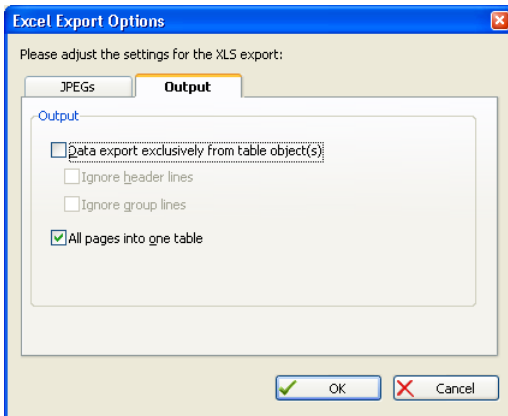 Excel Export Options
Please adjust the settings for the XLS export:
JPEGs Output
Output
Data export exclusively from table object(s)
Ignore header lines
Ignore group lines
All pages into one table
OK Cancel